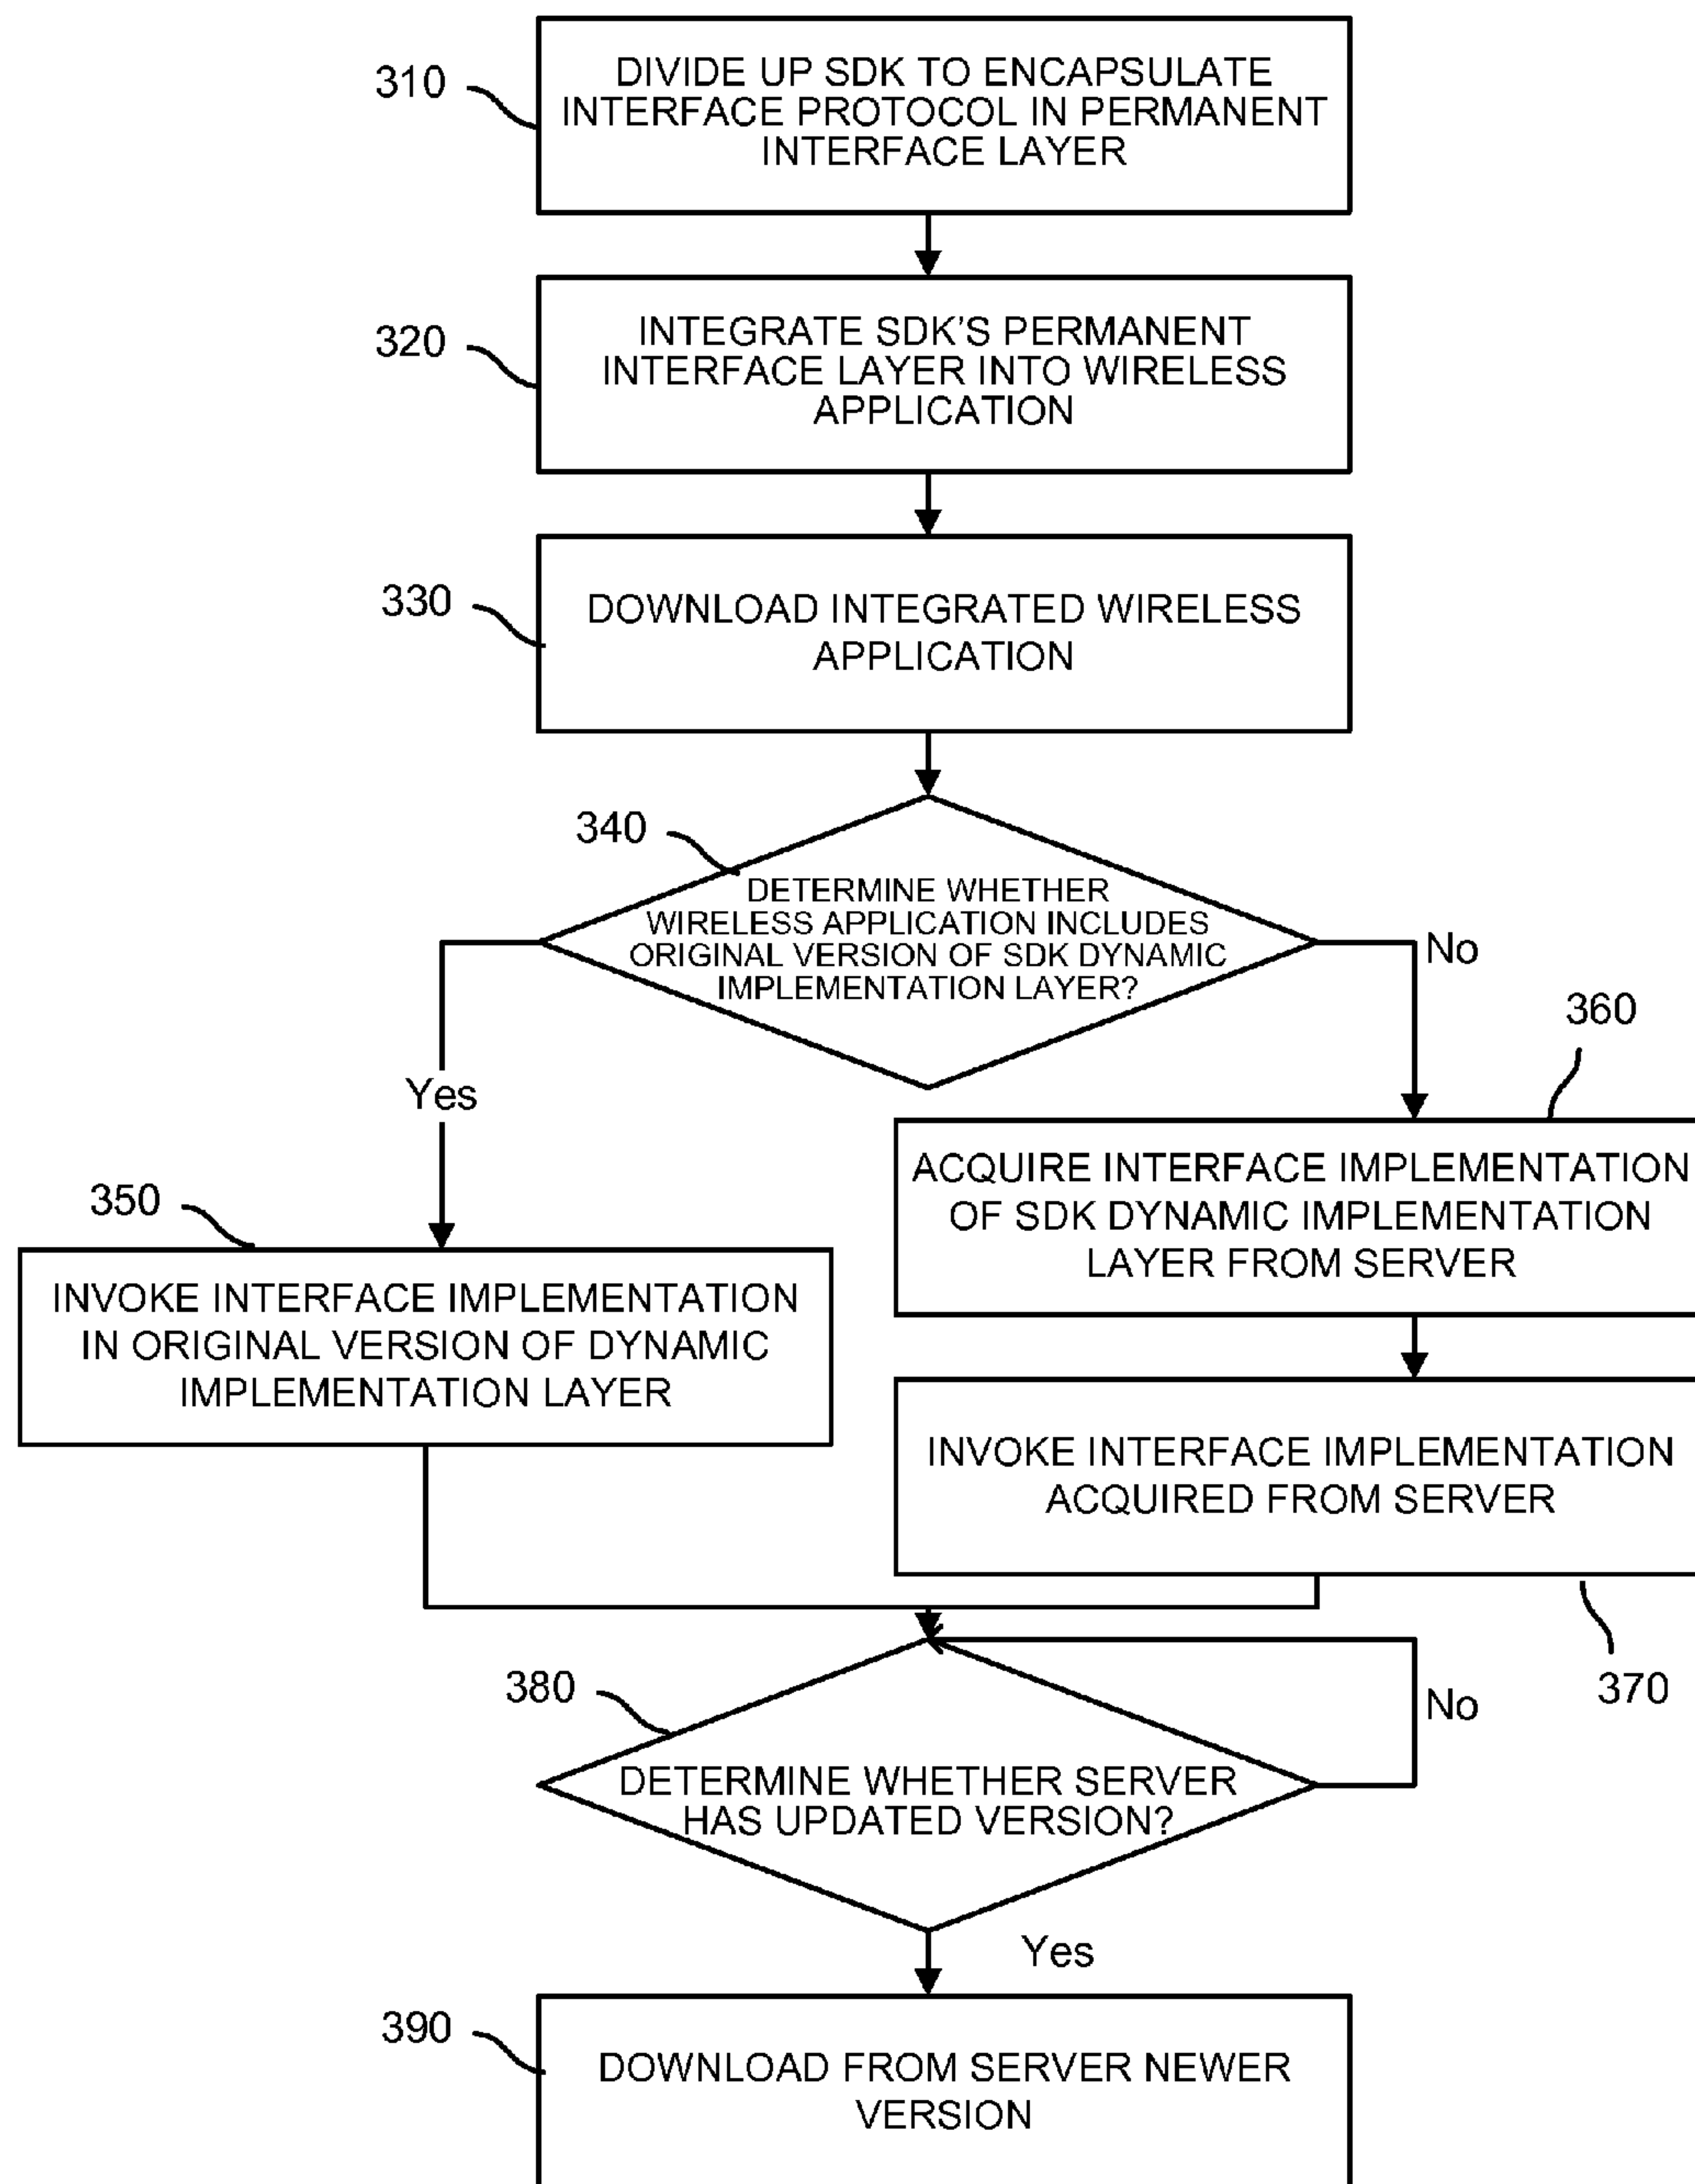 310
DIVIDE UP SDK TO ENCAPSULATE
INTERFACE PROTOCOL IN PERMANENT
INTERFACE LAYER
320
INTEGRATE SDK'S PERMANENT
INTERFACE LAYER INTO WIRELESS
APPLICATION
330
DOWNLOAD INTEGRATED WIRELESS
APPLICATION
340
DETERMINE WHETHER
WIRELESS APPLICATION INCLUDES
ORIGINAL VERSION OF SDK DYNAMIC
IMPLEMENTATION LAYER?
No
Yes
360
ACQUIRE INTERFACE IMPLEMENTATION
OF SDK DYNAMIC IMPLEMENTATION
LAYER FROM SERVER
350
INVOKE INTERFACE IMPLEMENTATION
IN ORIGINAL VERSION OF DYNAMIC
IMPLEMENTATION LAYER
INVOKE INTERFACE IMPLEMENTATION
ACQUIRED FROM SERVER
370
380
No
DETERMINE WHETHER SERVER
HAS UPDATED VERSION?
Yes
390
DOWNLOAD FROM SERVER NEWER
VERSION